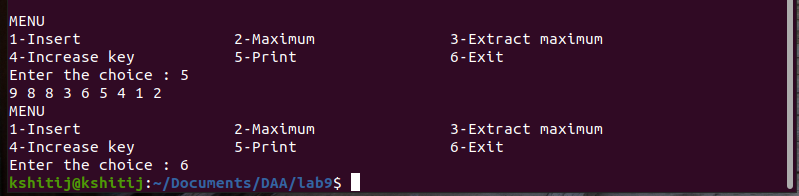 MENU
1-Insert 2-Maximum 3-Extract maximum
4-Increase key 5-Print 6-Exit
Enter the choice : 5
9 8 8 3 6 5 4 1 2
MENU
1-Insert 2-Maximum 3-Extract maximum
4-Increase key 5-Print 6-Exit
Enter the choice : 6
kshitij@kshitij:~/Documents/DAA/lab9$